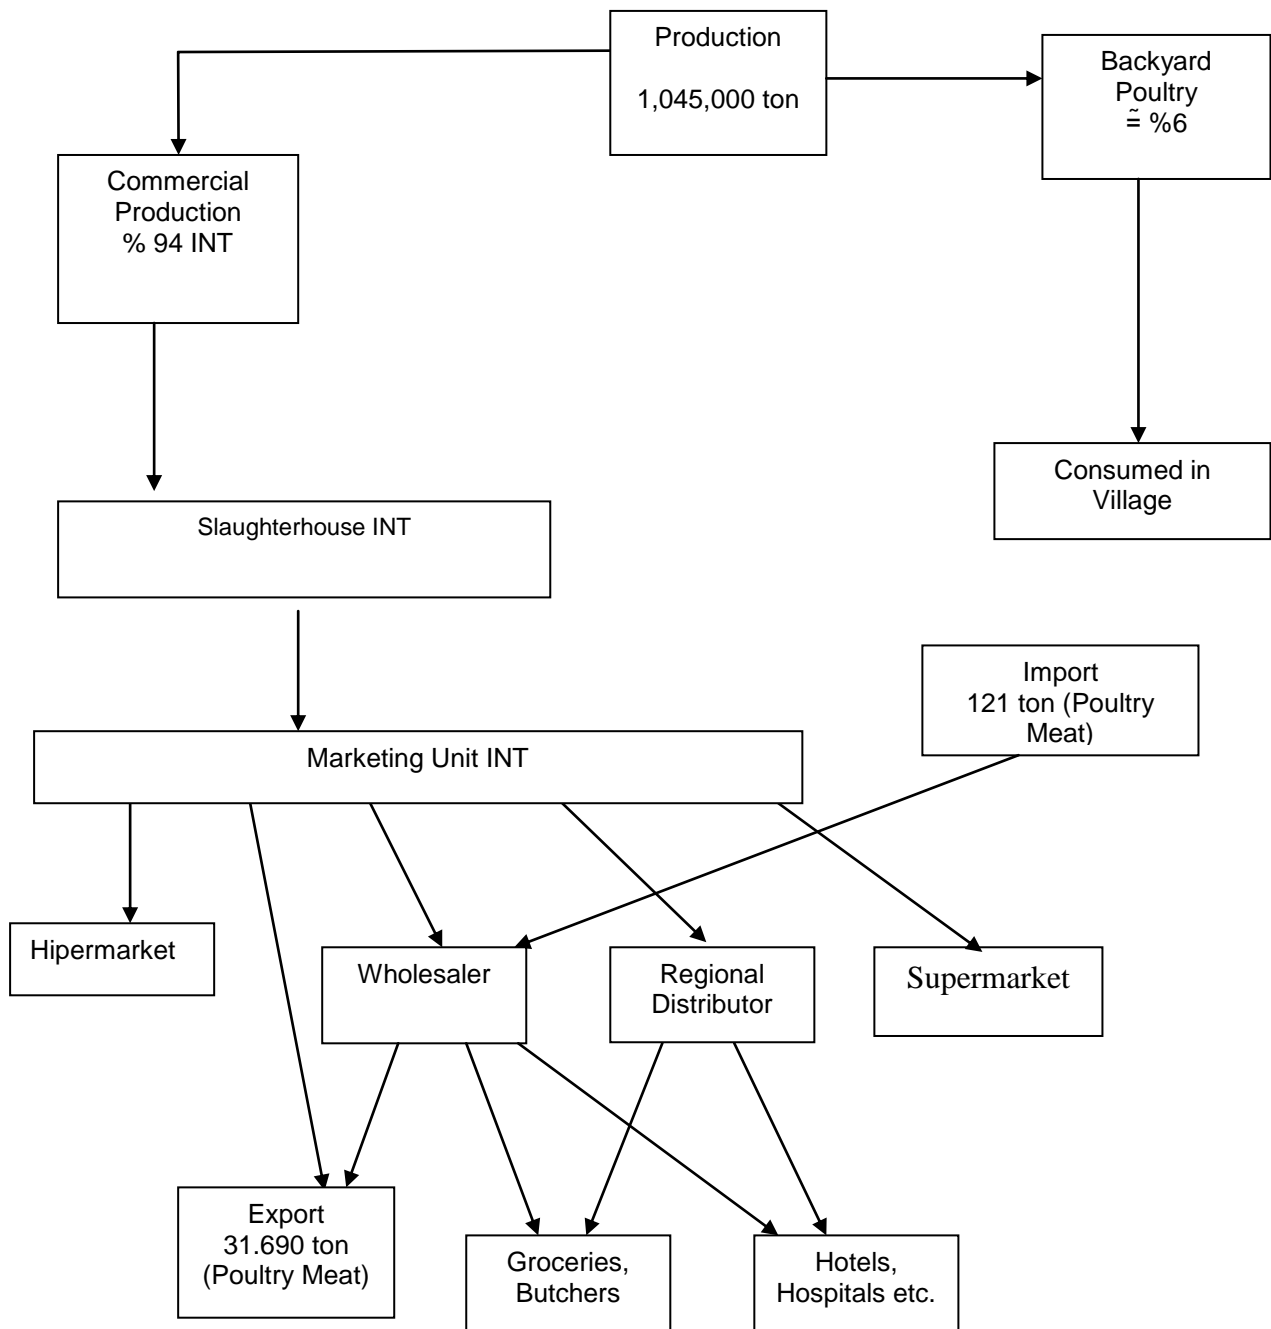 Production
1,045,000 ton
Backyard
Poultry
≃ %6
Commercial
Production
% 94 INT
Consumed in
Village
Slaughterhouse INT
Import
121 ton (Poultry
Meat)
Marketing Unit INT
Hipermarket
Wholesaler
Regional
Distributor
Supermarket
Export
31.690 ton
(Poultry Meat)
Groceries,
Butchers
Hotels,
Hospitals etc.